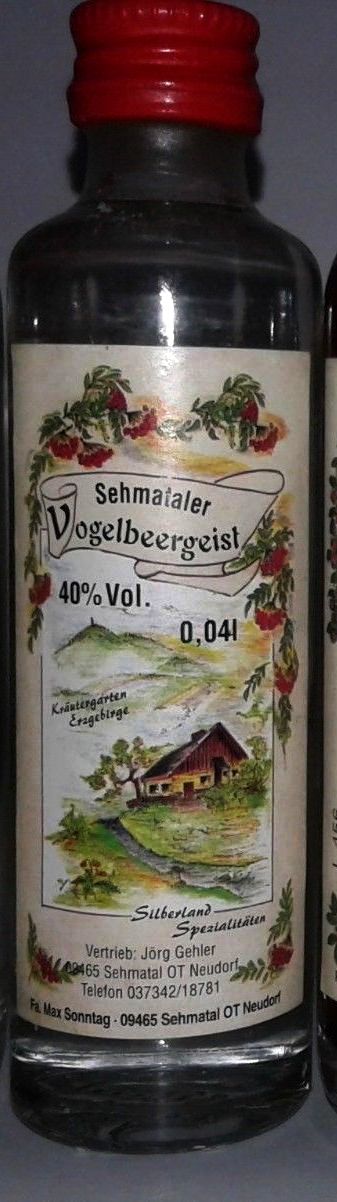 Sehmataler
Vogelbeergeist
40% Vol.
0,04l
Kräutergarten
Erzgebirge
Silberland
Spezialitäten
Vertrieb: Jörg Gehler
09465 Sehmatal OT Neudorf
Telefon 037342/18781
Fa. Max Sonntag · 09465 Sehmatal OT Neudorf